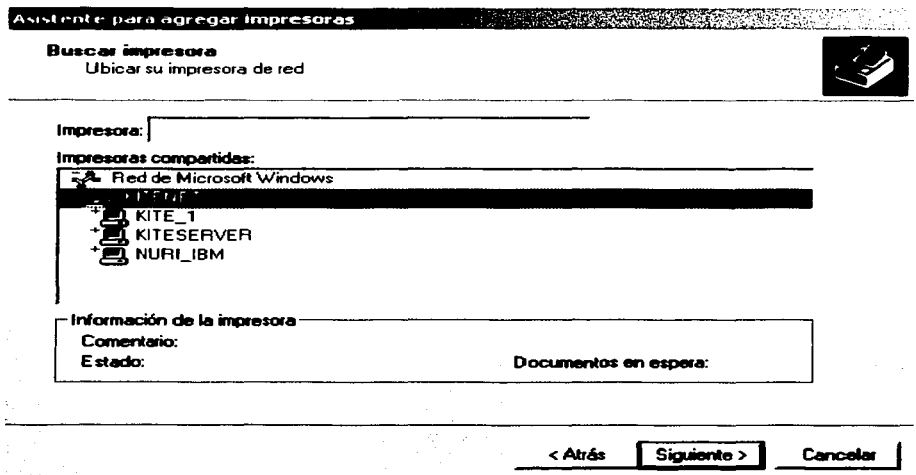 Asistente para agregar impresoras
Buscar impresora
Ubicar su impresora de red
Impresora:
Impresoras compartidas:
Red de Microsoft Windows
KITENET
KITE_1
KITESERVER
NURI_IBM
Información de la impresora
Comentario:
Estado:
Documentos en espera:
< Atrás
Siguiente >
Cancelar